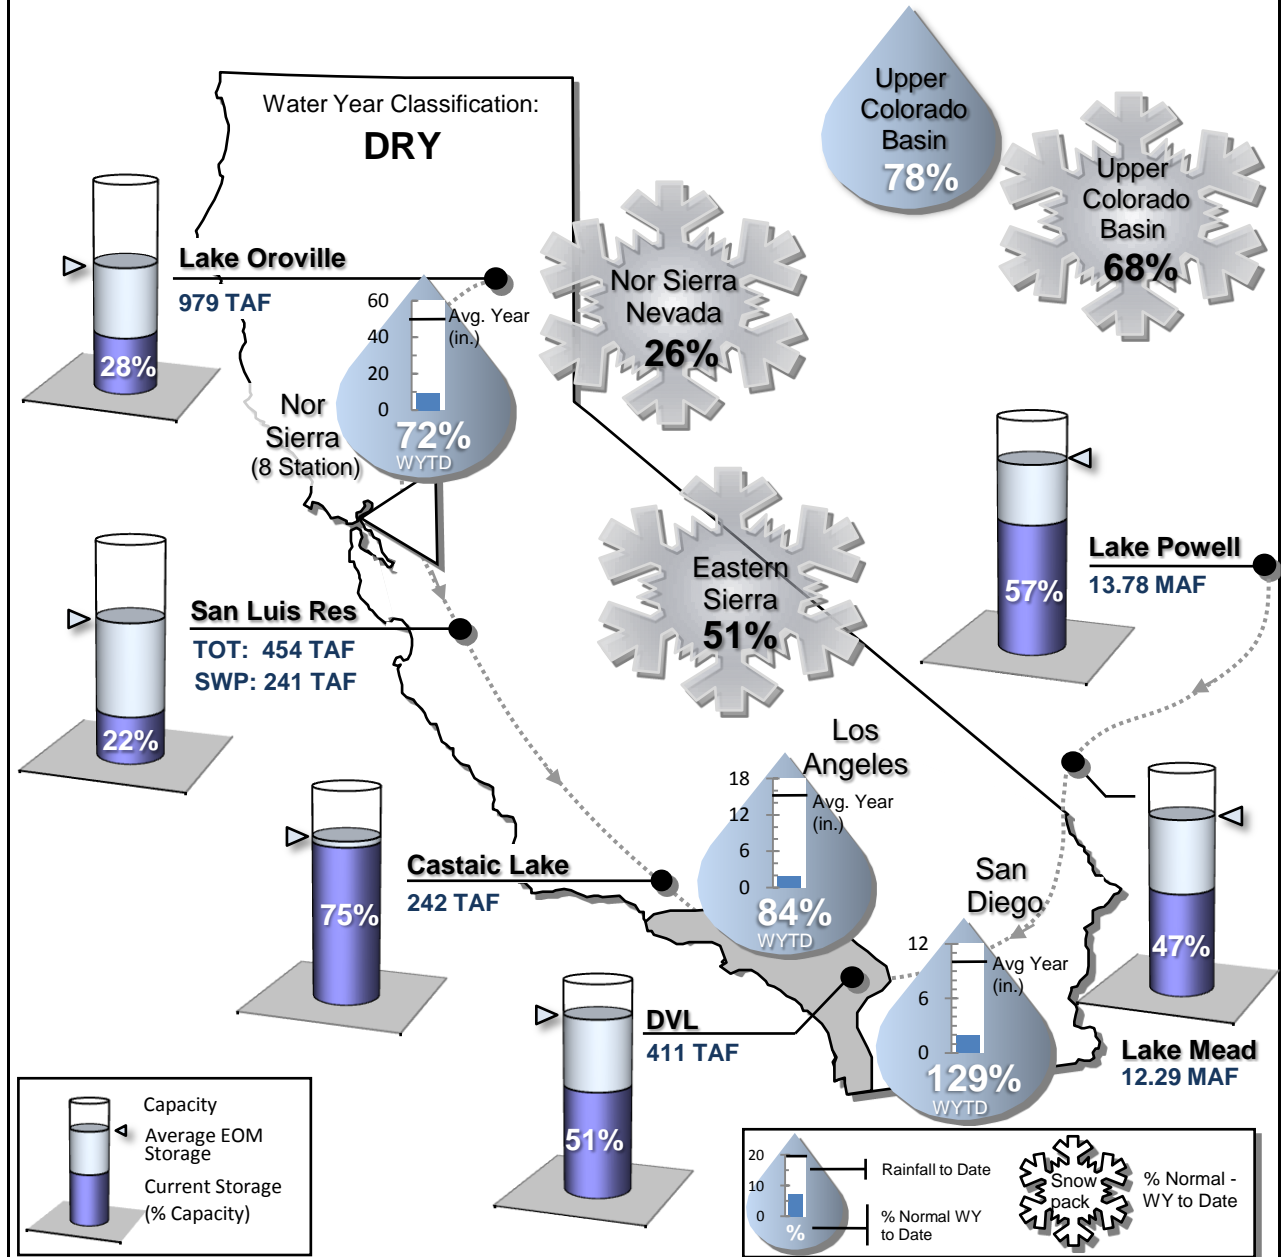 Water Year Classification:
DRY
Upper
Colorado
Basin
78%
Upper
Colorado
Basin
68%
Lake Oroville
979 TAF
28%
60
40
20
0
Avg. Year
(in.)
72%
WYTD
Nor
Sierra
(8 Station)
Nor Sierra
Nevada
26%
Eastern
Sierra
51%
Lake Powell
13.78 MAF
57%
San Luis Res
TOT: 454 TAF
SWP: 241 TAF
22%
Los
Angeles
18
12
6
0
Avg. Year
(in.)
84%
WYTD
Castaic Lake
242 TAF
75%
San
Diego
12
6
0
Avg Year
(in.)
129%
WYTD
47%
Lake Mead
12.29 MAF
DVL
411 TAF
51%
Capacity
Average EOM
Storage
Current Storage
(% Capacity)
20
10
0
%
Rainfall to Date
% Normal WY
to Date
Snow
pack
% Normal -
WY to Date